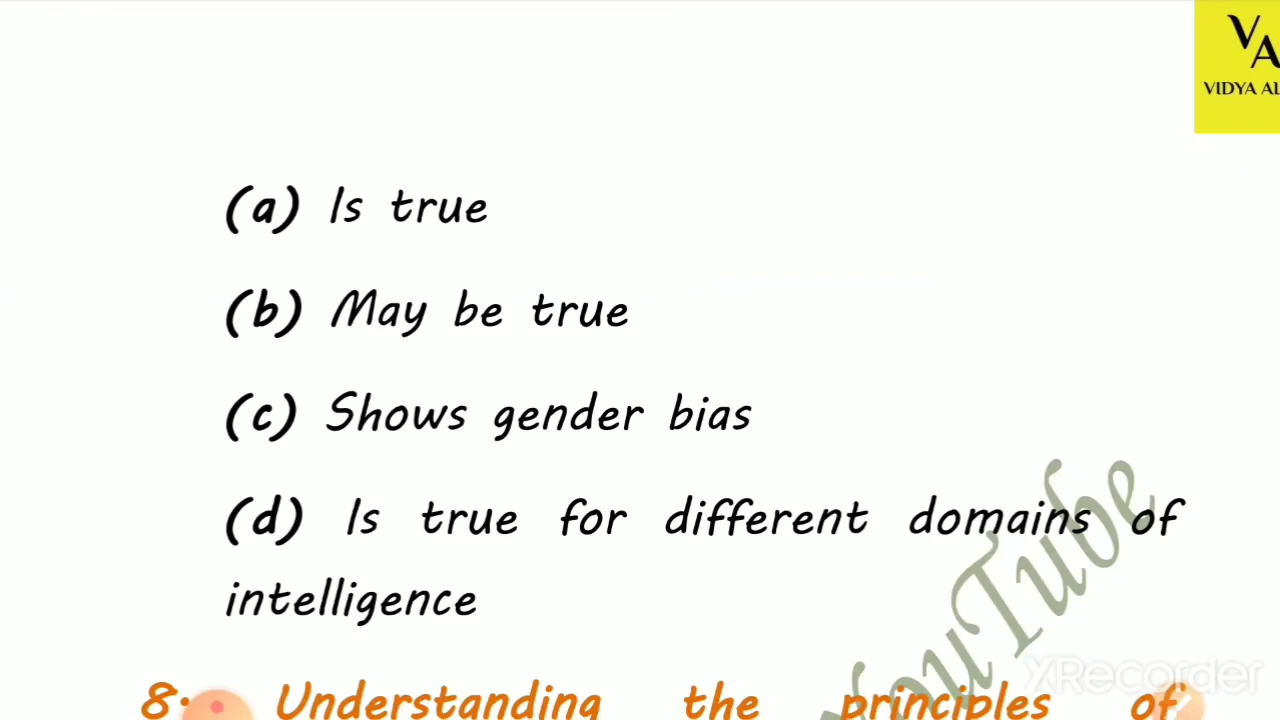 VA
VIDYA AL
(a) Is true
(b) May be true
(c) Shows gender bias
(d) Is true for different domains of
intelligence
YouTube
XRecorder
8. Understanding the principles of